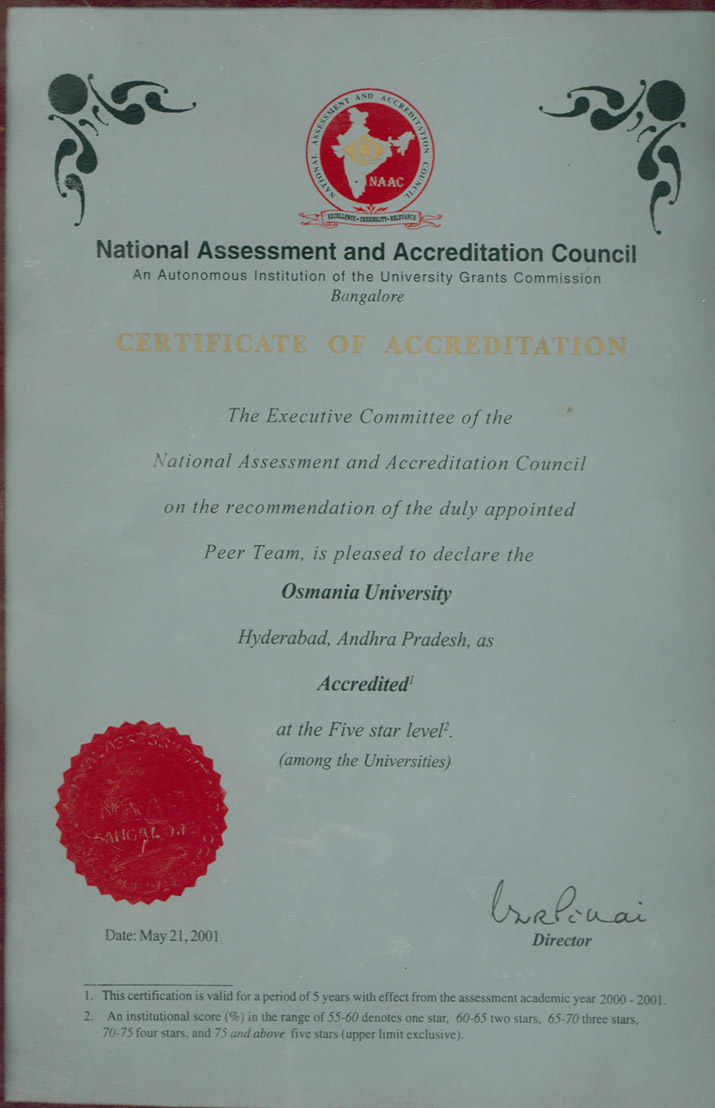 NATIONAL ASSESSMENT AND ACCREDITATION COUNCIL
NAAC
EXCELLENCE • CREDIBILITY • RELEVANCE
National Assessment and Accreditation Council
An Autonomous Institution of the University Grants Commission
Bangalore
CERTIFICATE OF ACCREDITATION
The Executive Committee of the
National Assessment and Accreditation Council
on the recommendation of the duly appointed
Peer Team, is pleased to declare the
Osmania University
Hyderabad, Andhra Pradesh, as
Accredited¹
at the Five star level².
(among the Universities)
Date: May 21, 2001
Director
1. This certification is valid for a period of 5 years with effect from the assessment academic year 2000 - 2001.
2. An institutional score (%) in the range of 55-60 denotes one star, 60-65 two stars, 65-70 three stars,
70-75 four stars, and 75 and above five stars (upper limit exclusive).